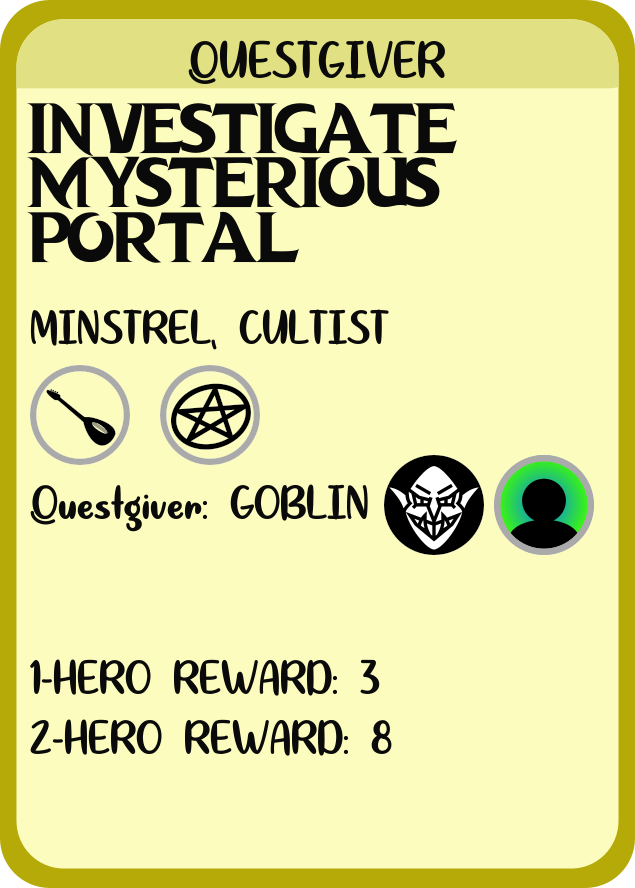 QUESTGIVER
INVESTIGATE
MYSTERIOUS
PORTAL
MINSTREL, CULTIST
Questgiver: GOBLIN
1-HERO REWARD: 3
2-HERO REWARD: 8